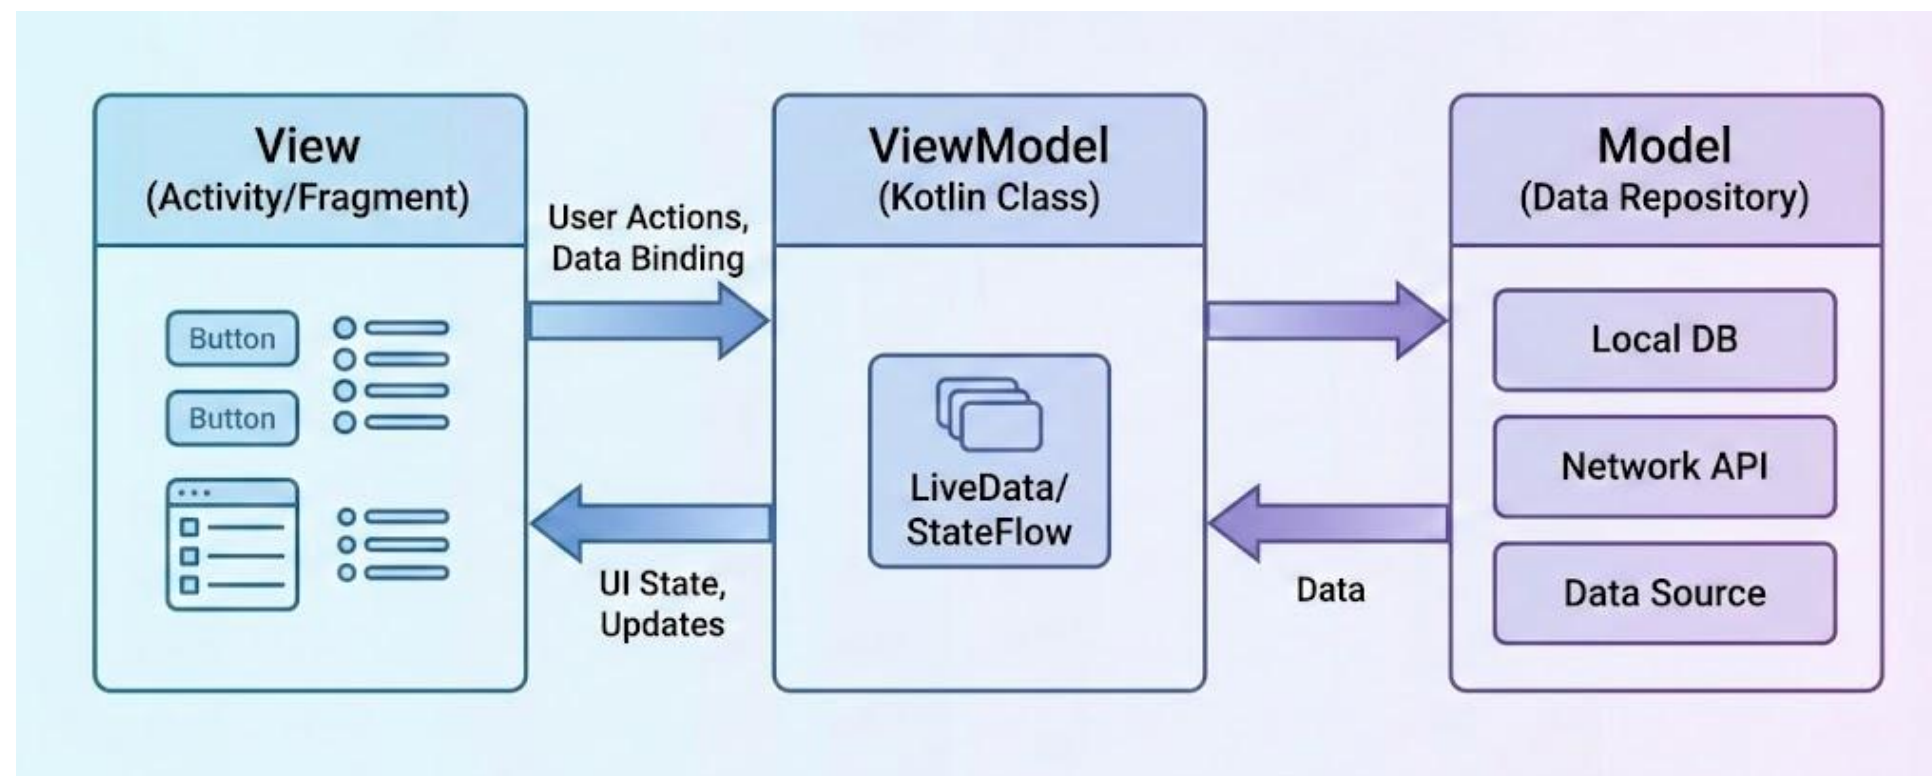 View
(Activity/Fragment)
Button
Button
User Actions,
Data Binding
UI State,
Updates
ViewModel
(Kotlin Class)
LiveData/
StateFlow
Data
Model
(Data Repository)
Local DB
Network API
Data Source